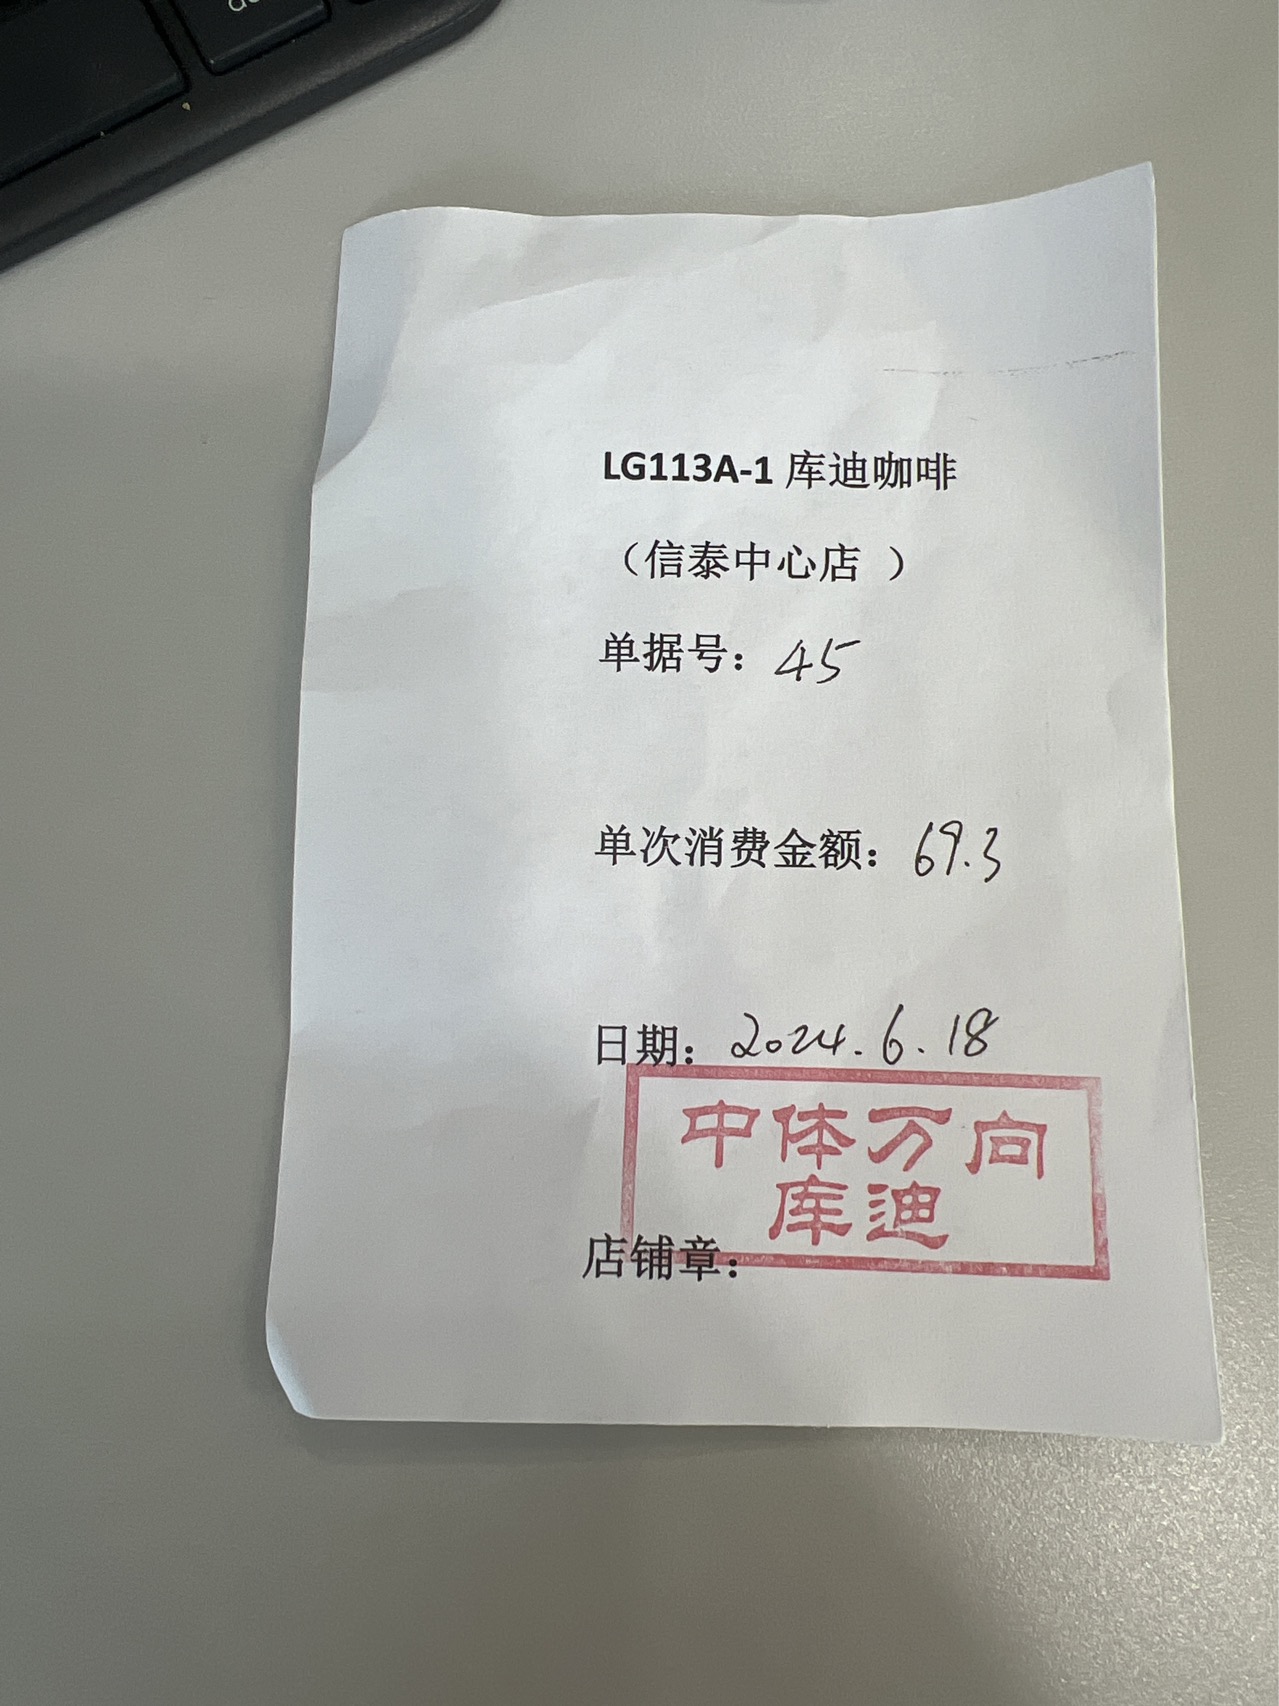 LG113A-1 库迪咖啡
（信泰中心店 ）
单据号：45
单次消费金额：69.3
日期：2024.6.18
中体万向
库迪
店铺章：